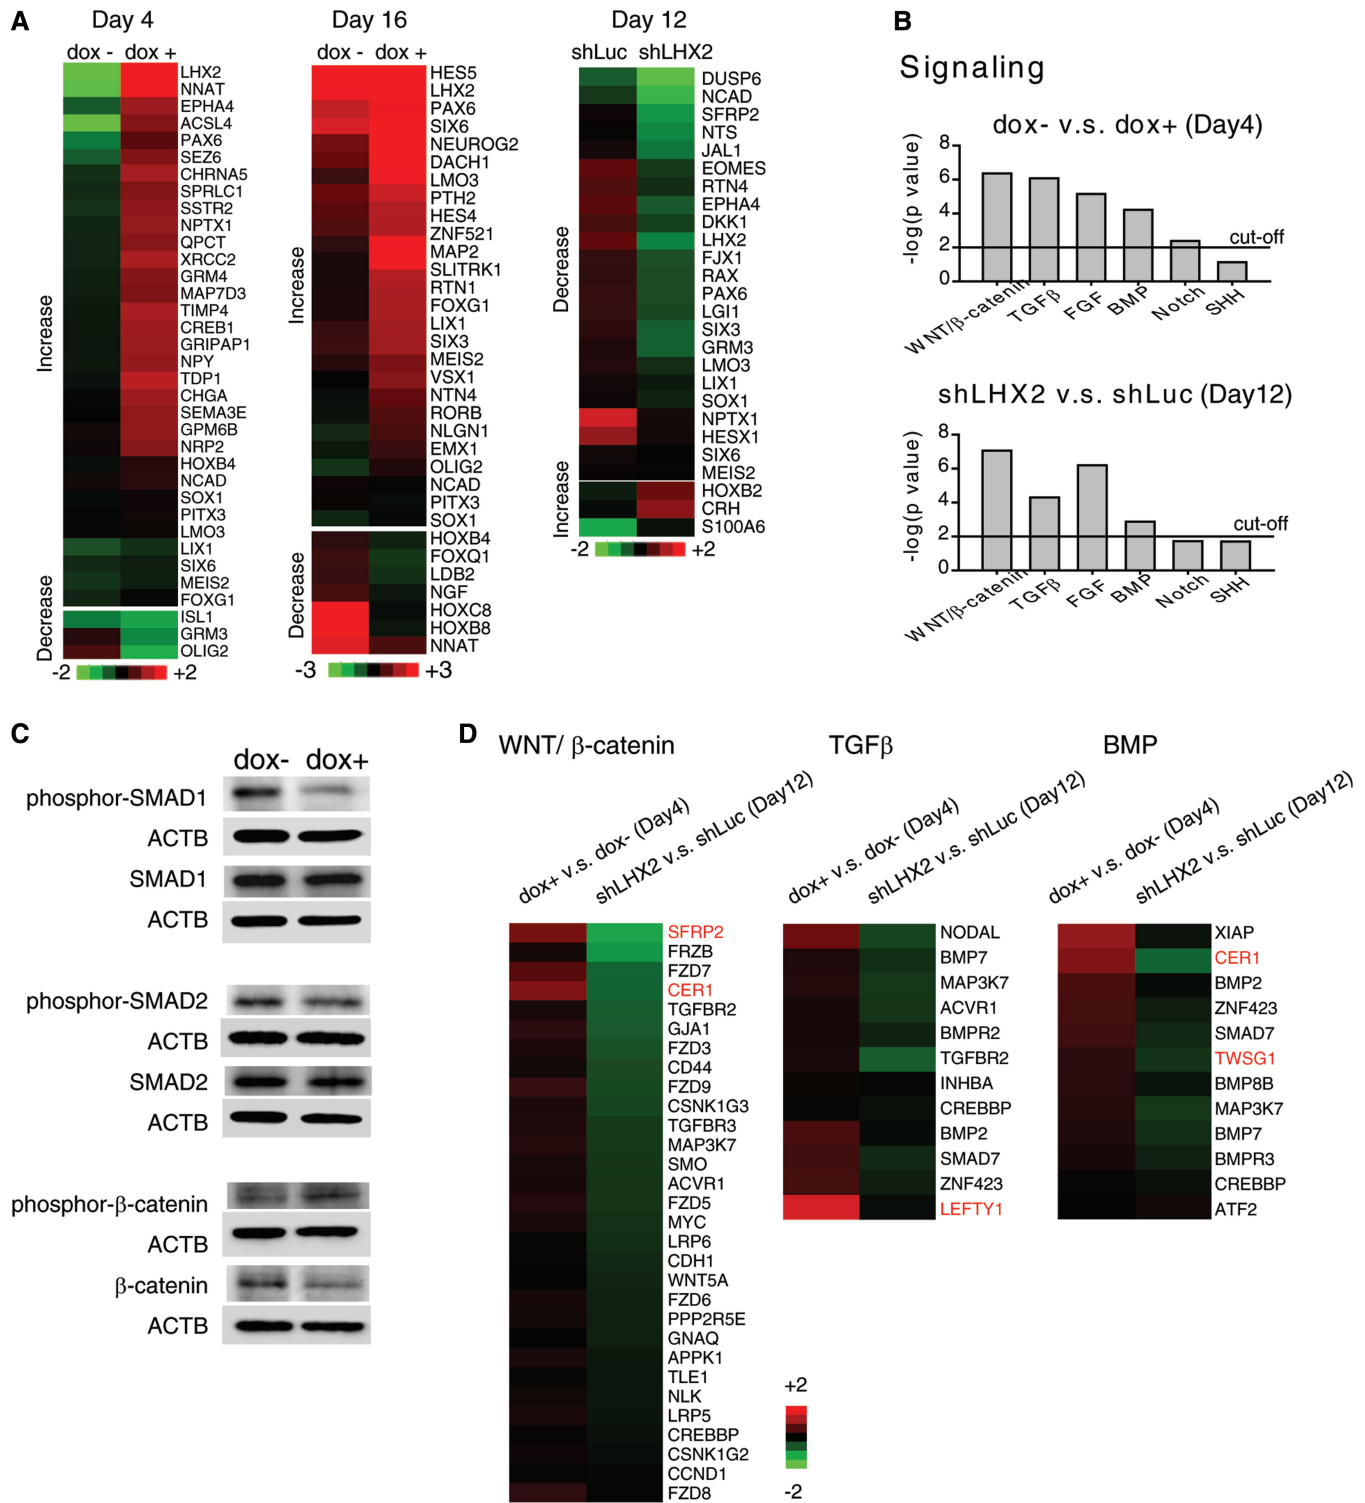 A
Day 4
dox - dox +
LHX2
NNAT
EPHA4
ACSL4
PAX6
SEZ6
CHRNA5
SPRLC1
SSTR2
NPTX1
QPCT
XRCC2
GRM4
MAP7D3
TIMP4
CREB1
GRIPAP1
NPY
TDP1
CHGA
SEMA3E
GPM6B
NRP2
HOXB4
NCAD
SOX1
PITX3
LMO3
LIX1
SIX6
MEIS2
FOXG1
ISL1
GRM3
OLIG2
Increase
Decrease
-2 +2
Day 16
dox - dox +
HES5
LHX2
PAX6
SIX6
NEUROG2
DACH1
LMO3
PTH2
HES4
ZNF521
MAP2
SLITRK1
RTN1
FOXG1
LIX1
SIX3
MEIS2
VSX1
NTN4
RORB
NLGN1
EMX1
OLIG2
NCAD
PITX3
SOX1
HOXB4
FOXQ1
LDB2
NGF
HOXC8
HOXB8
NNAT
Increase
Decrease
-3 +3
Day 12
shLuc shLHX2
DUSP6
NCAD
SFRP2
NTS
JAL1
EOMES
RTN4
EPHA4
DKK1
LHX2
FJX1
RAX
PAX6
LGI1
SIX3
GRM3
LMO3
LIX1
SOX1
NPTX1
HESX1
SIX6
MEIS2
HOXB2
CRH
S100A6
Decrease
Increase
-2 +2
B
Signaling
dox- v.s. dox+ (Day4)
-log(p value)
8
6
4
2
0
cut-off
WNT/β-catenin
TGFβ
FGF
BMP
Notch
SHH
shLHX2 v.s. shLuc (Day12)
-log(p value)
8
6
4
2
0
cut-off
WNT/β-catenin
TGFβ
FGF
BMP
Notch
SHH
C
dox- dox+
phosphor-SMAD1
ACTB
SMAD1
ACTB
phosphor-SMAD2
ACTB
SMAD2
ACTB
phosphor-β-catenin
ACTB
β-catenin
ACTB
D
WNT/ β-catenin
dox+ v.s. dox- (Day4)
shLHX2 v.s. shLuc (Day12)
SFRP2
FRZB
FZD7
CER1
TGFBR2
GJA1
FZD3
CD44
FZD9
CSNK1G3
TGFBR3
MAP3K7
SMO
ACVR1
FZD5
MYC
LRP6
CDH1
WNT5A
FZD6
PPP2R5E
GNAQ
APPK1
TLE1
NLK
LRP5
CREBBP
CSNK1G2
CCND1
FZD8
TGFβ
dox+ v.s. dox- (Day4)
shLHX2 v.s. shLuc (Day12)
NODAL
BMP7
MAP3K7
ACVR1
BMPR2
TGFBR2
INHBA
CREBBP
BMP2
SMAD7
ZNF423
LEFTY1
BMP
dox+ v.s. dox- (Day4)
shLHX2 v.s. shLuc (Day12)
XIAP
CER1
BMP2
ZNF423
SMAD7
TWSG1
BMP8B
MAP3K7
BMP7
BMPR3
CREBBP
ATF2
+2
-2